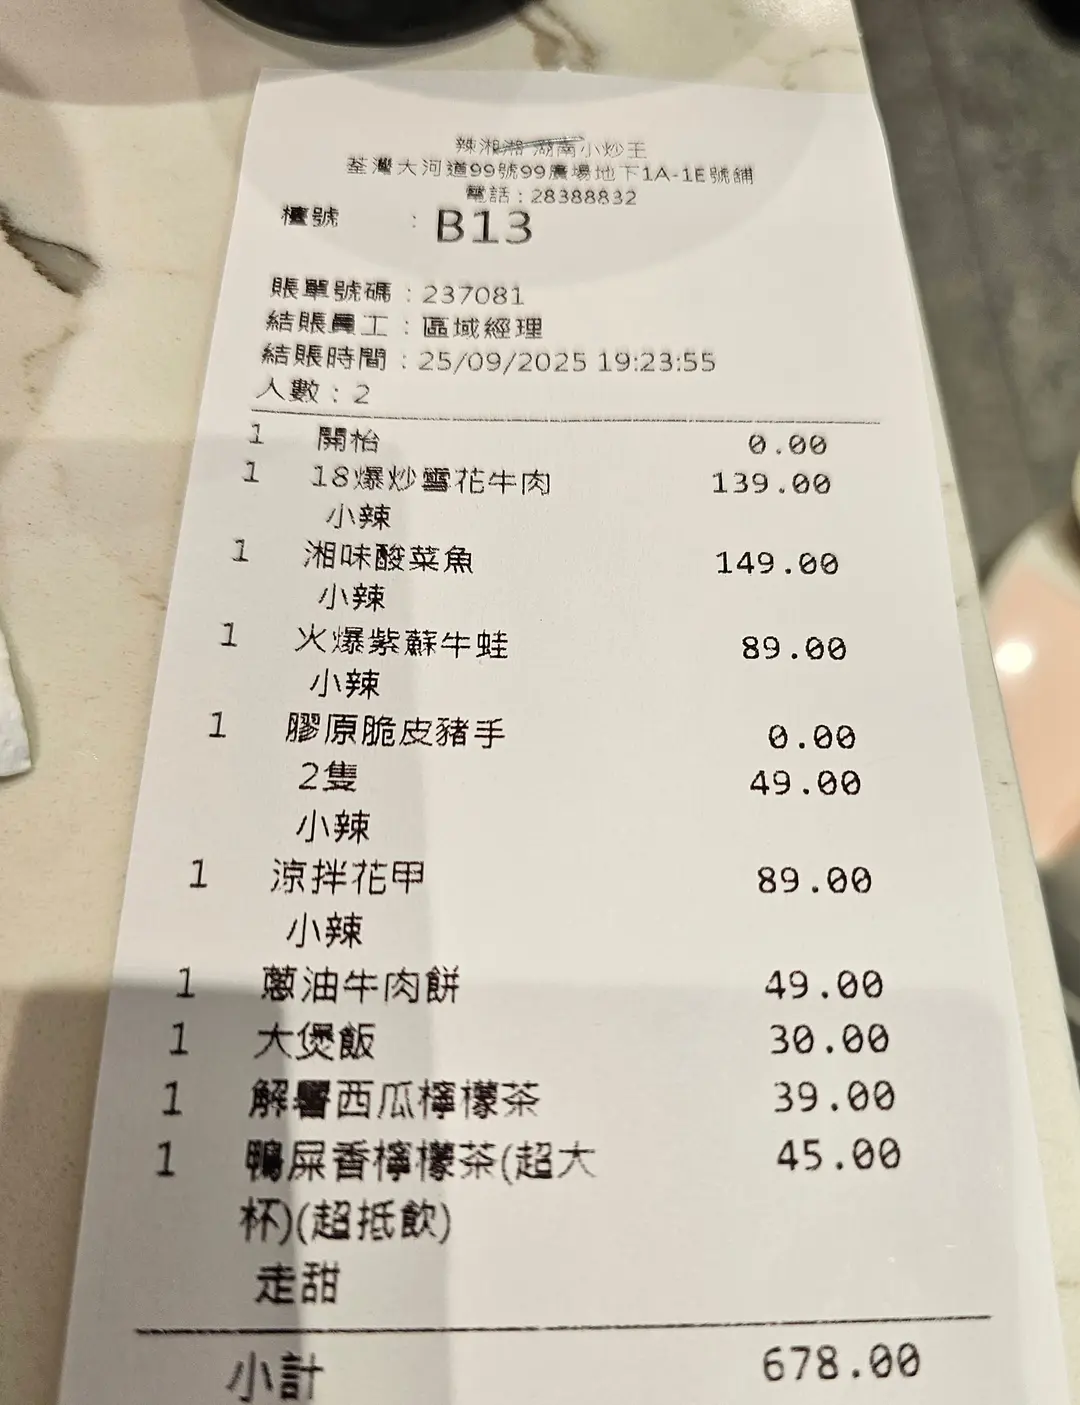 辣湘湘 湖南小炒王
荃灣大河道99號99廣場地下1A-1E號舖
電話：28388832
檯號 : B13
賬單號碼 : 237081
結賬員工 : 區域經理
結賬時間 : 25/09/2025 19:23:55
人數 : 2
1 開枱 0.00
1 18爆炒雪花牛肉 139.00
小辣
1 湘味酸菜魚 149.00
小辣
1 火爆紫蘇牛蛙 89.00
小辣
1 膠原脆皮豬手 0.00
2隻 49.00
小辣
1 涼拌花甲 89.00
小辣
1 蔥油牛肉餅 49.00
1 大煲飯 30.00
1 解暑西瓜檸檬茶 39.00
1 鴨屎香檸檬茶(超大 45.00
杯)(超抵飲)
走甜
小計 678.00